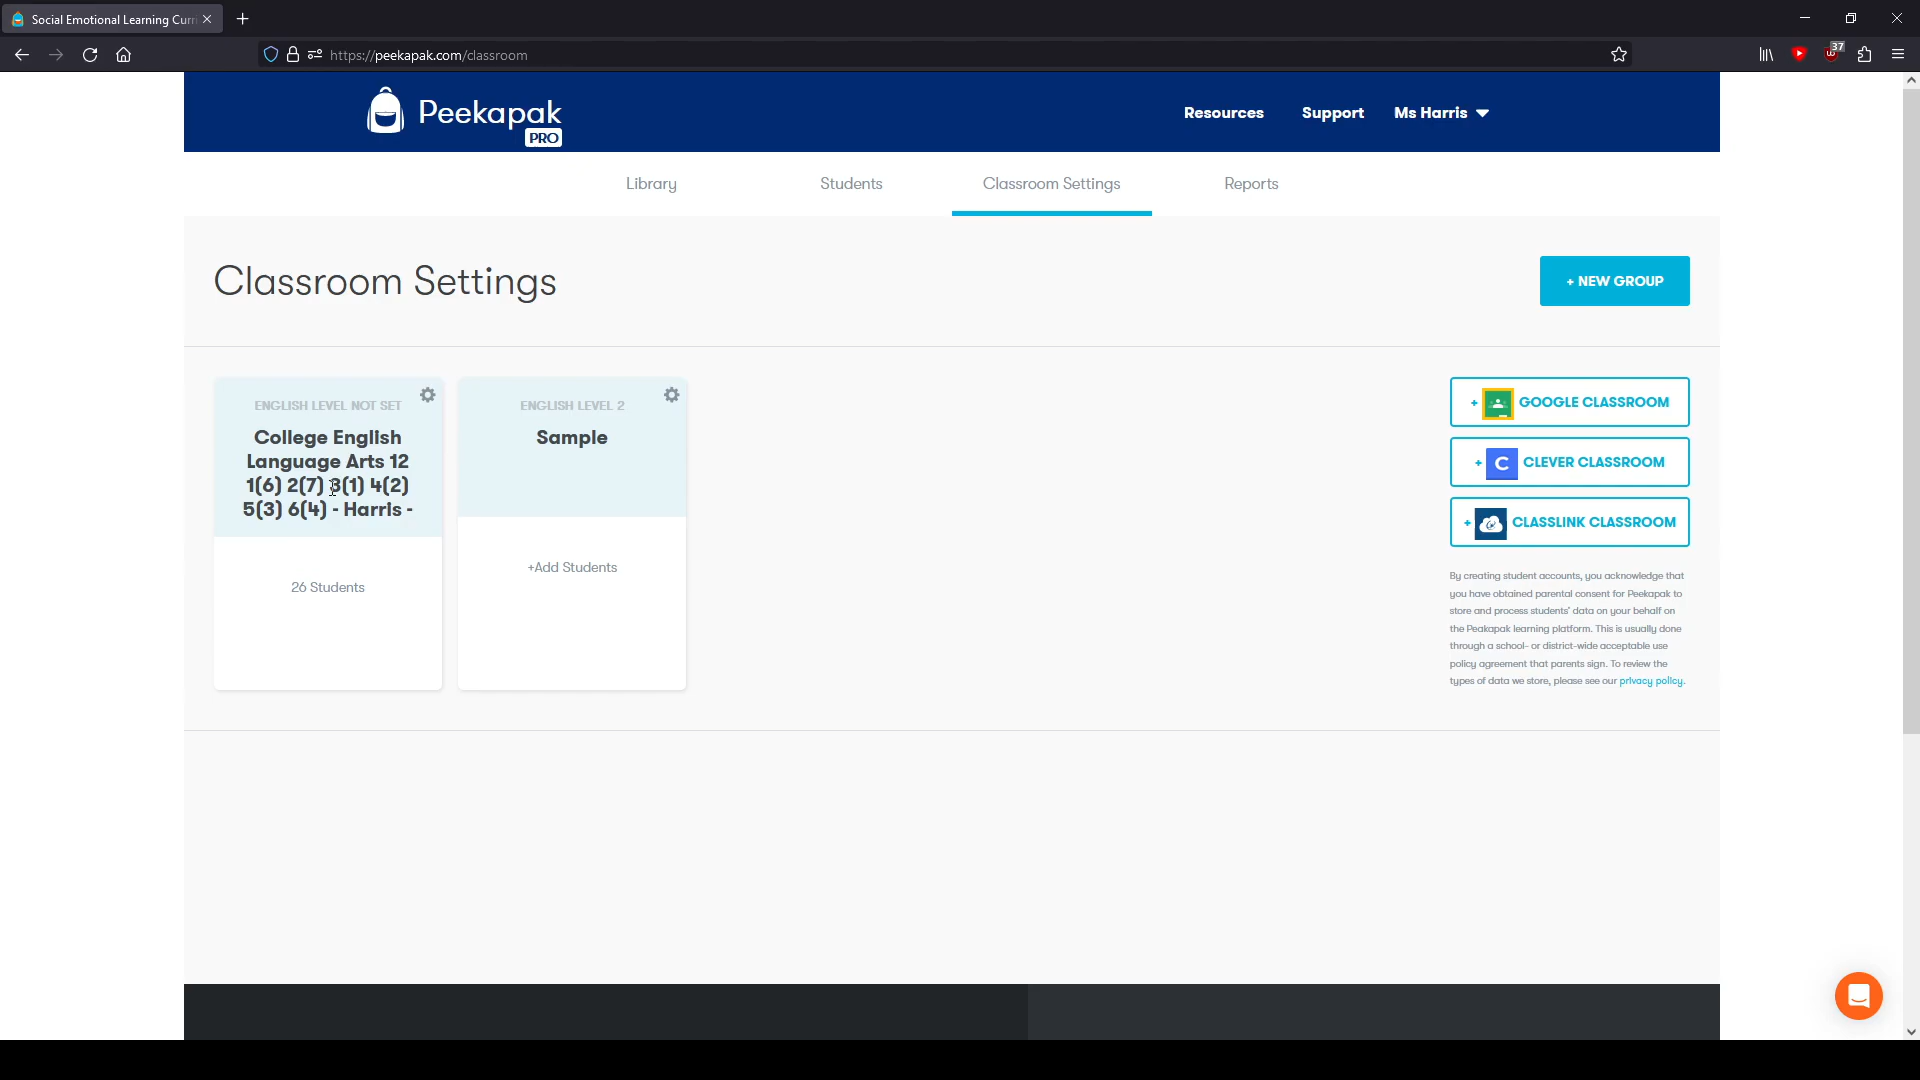 Social Emotional Learning Curr
https://peekapak.com/classroom
37
Peekapak
PRO
Resources
Support
Ms Harris
Library
Students
Classroom Settings
Reports
Classroom Settings
+ NEW GROUP
ENGLISH LEVEL NOT SET
College English
Language Arts 12
1(6) 2(7) 3(1) 4(2)
5(3) 6(4) - Harris -
26 Students
ENGLISH LEVEL 2
Sample
+Add Students
+ GOOGLE CLASSROOM
+ C CLEVER CLASSROOM
+ CLASSLINK CLASSROOM
By creating student accounts, you acknowledge that
you have obtained parental consent for Peekapak to
store and process students' data on your behalf on
the Peakapak learning platform. This is usually done
through a school- or district-wide acceptable use
policy agreement that parents sign. To review the
types of data we store, please see our privacy policy.